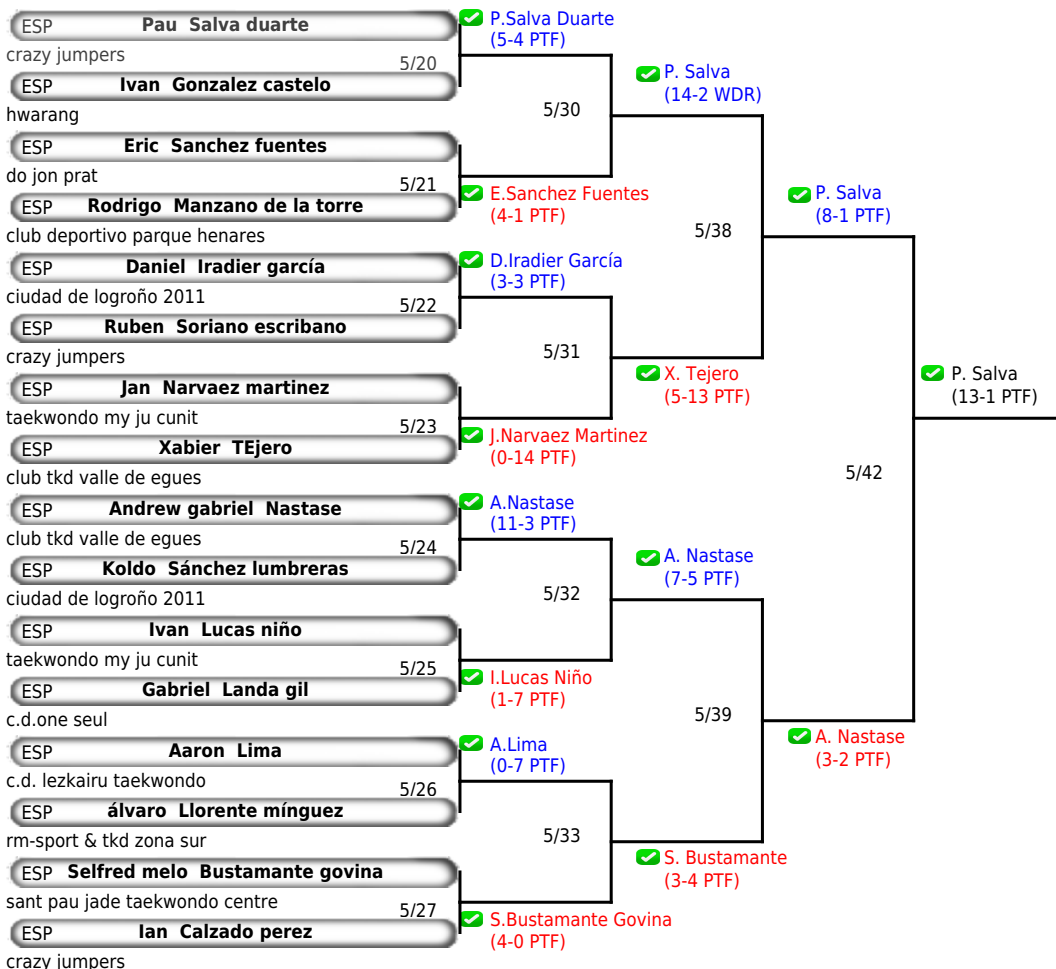 ESP Pau Salva duarte
crazy jumpers
5/20
ESP Ivan Gonzalez castelo
hwarang
ESP Eric Sanchez fuentes
do jon prat
5/21
ESP Rodrigo Manzano de la torre
club deportivo parque henares
ESP Daniel Iradier garcía
ciudad de logroño 2011
5/22
ESP Ruben Soriano escribano
crazy jumpers
ESP Jan Narvaez martinez
taekwondo my ju cunit
5/23
ESP Xabier TEjero
club tkd valle de egues
ESP Andrew gabriel Nastase
club tkd valle de egues
5/24
ESP Koldo Sánchez lumbreras
ciudad de logroño 2011
ESP Ivan Lucas niño
taekwondo my ju cunit
5/25
ESP Gabriel Landa gil
c.d.one seul
ESP Aaron Lima
c.d. lezkairu taekwondo
5/26
ESP álvaro Llorente mínguez
rm-sport & tkd zona sur
ESP Selfred melo Bustamante govina
sant pau jade taekwondo centre
5/27
ESP Ian Calzado perez
crazy jumpers
P.Salva Duarte
(5-4 PTF)
5/30
E.Sanchez Fuentes
(4-1 PTF)
D.Iradier García
(3-3 PTF)
5/31
J.Narvaez Martinez
(0-14 PTF)
A.Nastase
(11-3 PTF)
5/32
I.Lucas Niño
(1-7 PTF)
A.Lima
(0-7 PTF)
5/33
S.Bustamante Govina
(4-0 PTF)
P. Salva
(14-2 WDR)
5/38
X. Tejero
(5-13 PTF)
A. Nastase
(7-5 PTF)
5/39
S. Bustamante
(3-4 PTF)
P. Salva
(8-1 PTF)
5/42
A. Nastase
(3-2 PTF)
P. Salva
(13-1 PTF)